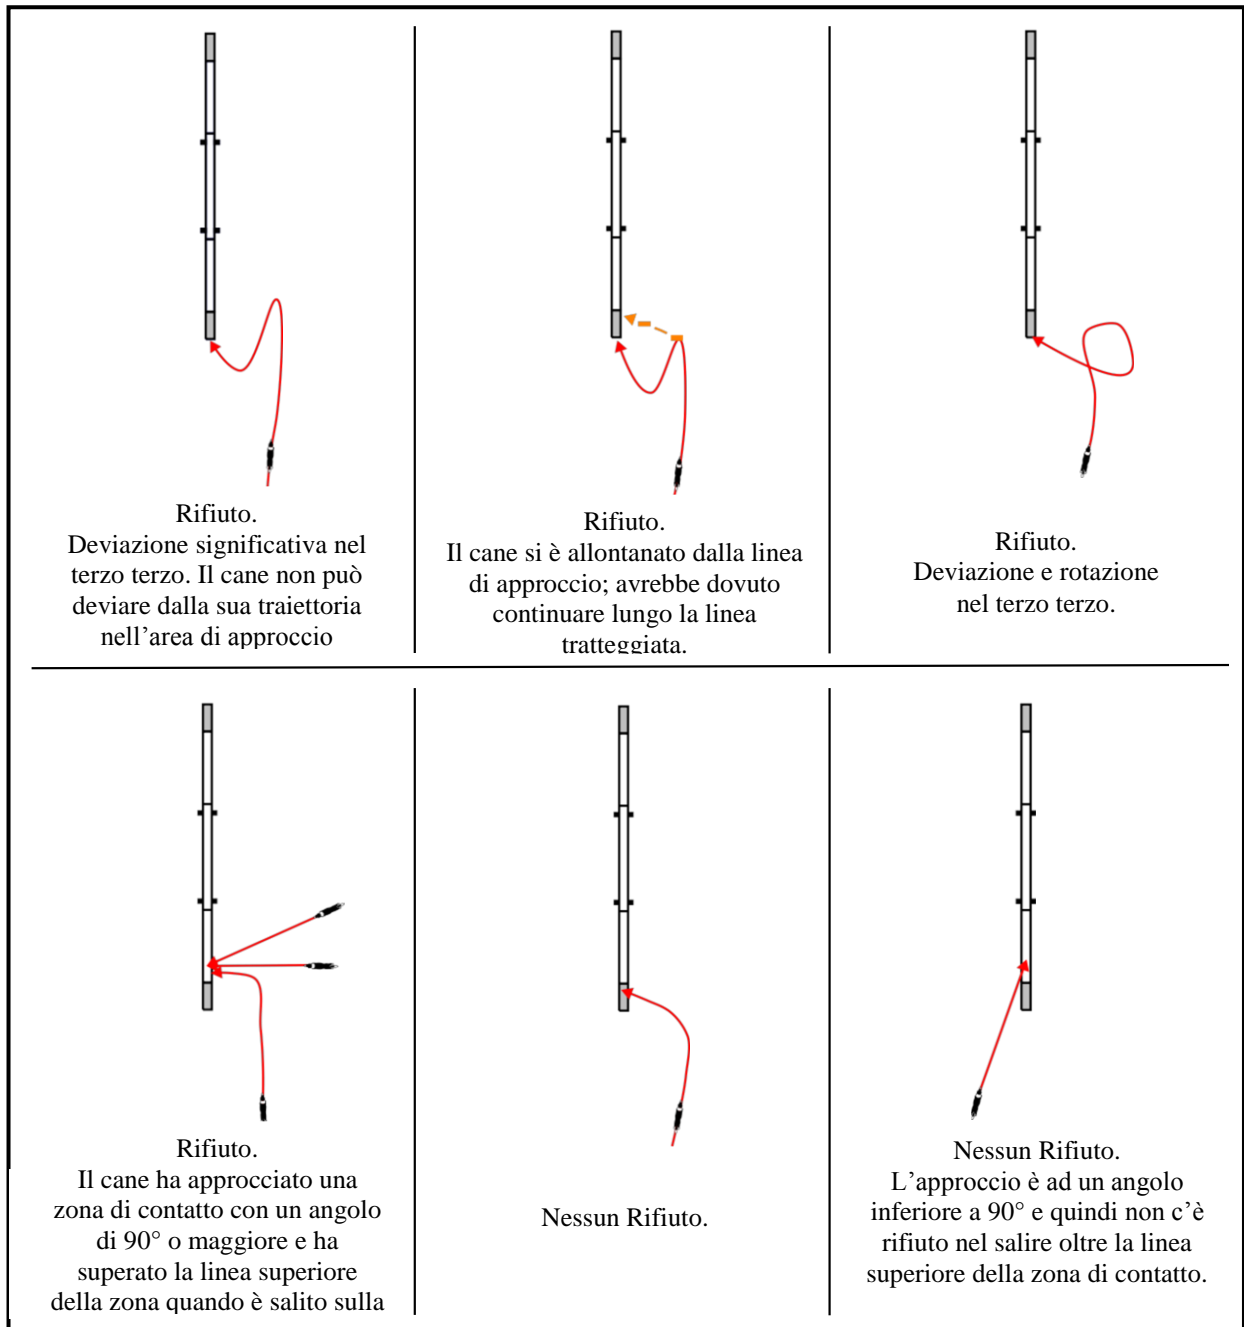 Rifiuto.
Deviazione significativa nel
terzo terzo. Il cane non può
deviare dalla sua traiettoria
nell’area di approccio
Rifiuto.
Il cane si è allontanato dalla linea
di approccio; avrebbe dovuto
continuare lungo la linea
tratteggiata.
Rifiuto.
Deviazione e rotazione
nel terzo terzo.
Rifiuto.
Il cane ha approcciato una
zona di contatto con un angolo
di 90° o maggiore e ha
superato la linea superiore
della zona quando è salito sulla
Nessun Rifiuto.
Nessun Rifiuto.
L’approccio è ad un angolo
inferiore a 90° e quindi non c’è
rifiuto nel salire oltre la linea
superiore della zona di contatto.